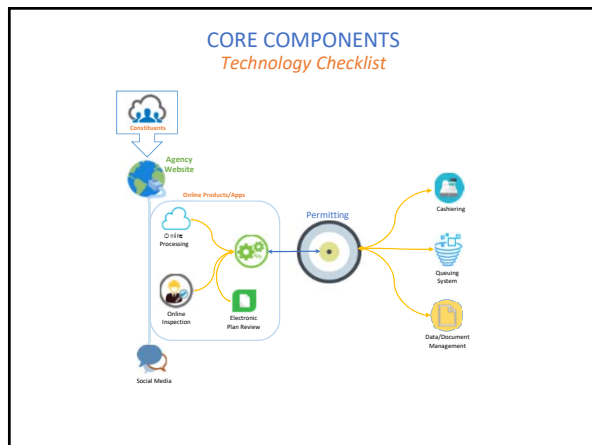 CORE COMPONENTS
Technology Checklist
Constituents
Agency
Website
Online Products/Apps
Online
Processing
Online
Inspection
Electronic
Plan Review
Permitting
Cashiering
Queuing
System
Data/Document
Management
Social Media